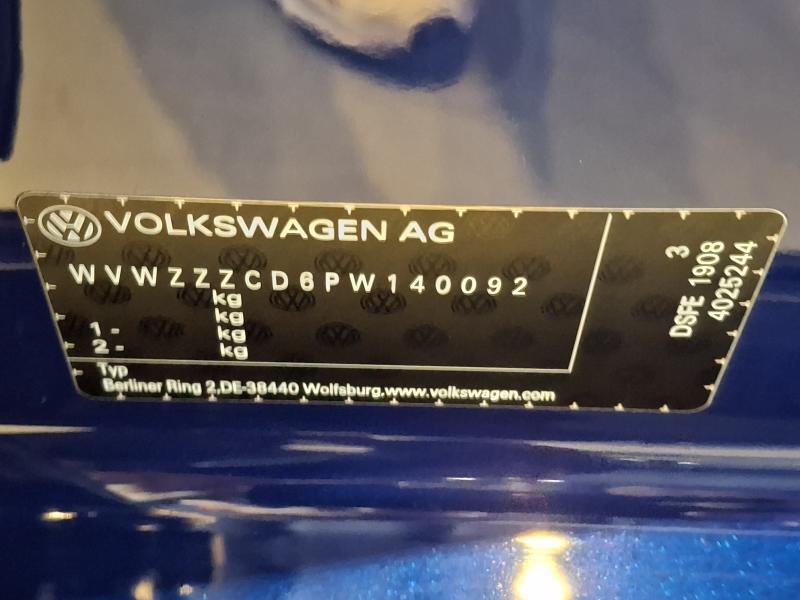 VOLKSWAGEN AG
WVWZZZCD6PW140092
kg
kg
1 - kg
2 - kg
Typ
Berliner Ring 2,DE-38440 Wolfsburg,www.volkswagen.com
3
DSFE 1908
4025244